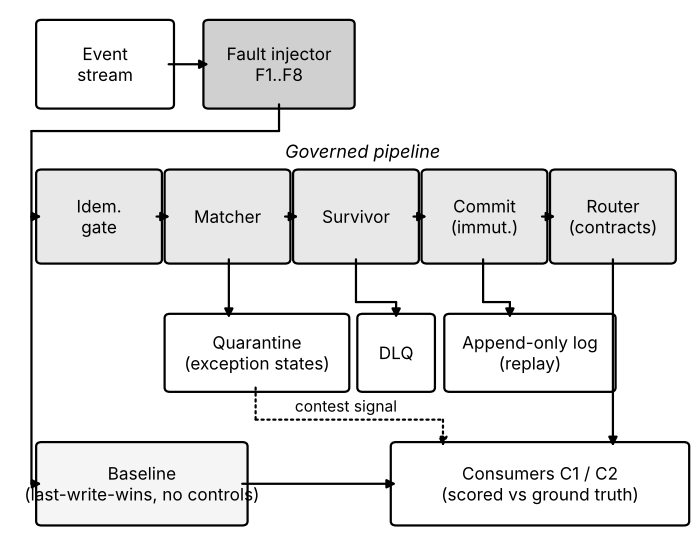 Event
stream
Fault injector
F1..F8
Governed pipeline
Idem.
gate
Matcher
Survivor
Commit
(immut.)
Router
(contracts)
Quarantine
(exception states)
DLQ
Append-only log
(replay)
contest signal
Baseline
(last-write-wins, no controls)
Consumers C1 / C2
(scored vs ground truth)